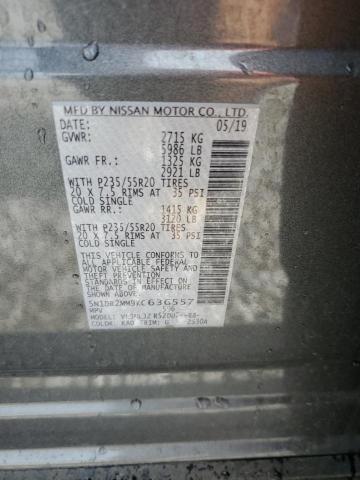 MFD BY NISSAN MOTOR CO., LTD.
DATE: 05/19
GVWR: 2715 KG
5986 LB
GAWR FR: 1325 KG
2921 LB
WITH P235/55R20 TIRES
20 X 7.5 RIMS AT 35 PSI
COLD SINGLE
GAWR RR: 1415 KG
3120 LB
WITH P235/55R20 TIRES
20 X 7.5 RIMS AT 35 PSI
COLD SINGLE
THIS VEHICLE CONFORMS TO ALL
APPLICABLE FEDERAL
MOTOR VEHICLE SAFETY
AND THEFT PREVENTION
STANDARDS IN EFFECT ON THE
DATE OF MANUFACTURE
SHOWN ABOVE
5N1DR2MM9KC636557
MPV
MODEL:
COLOR: KAD TRIM: G